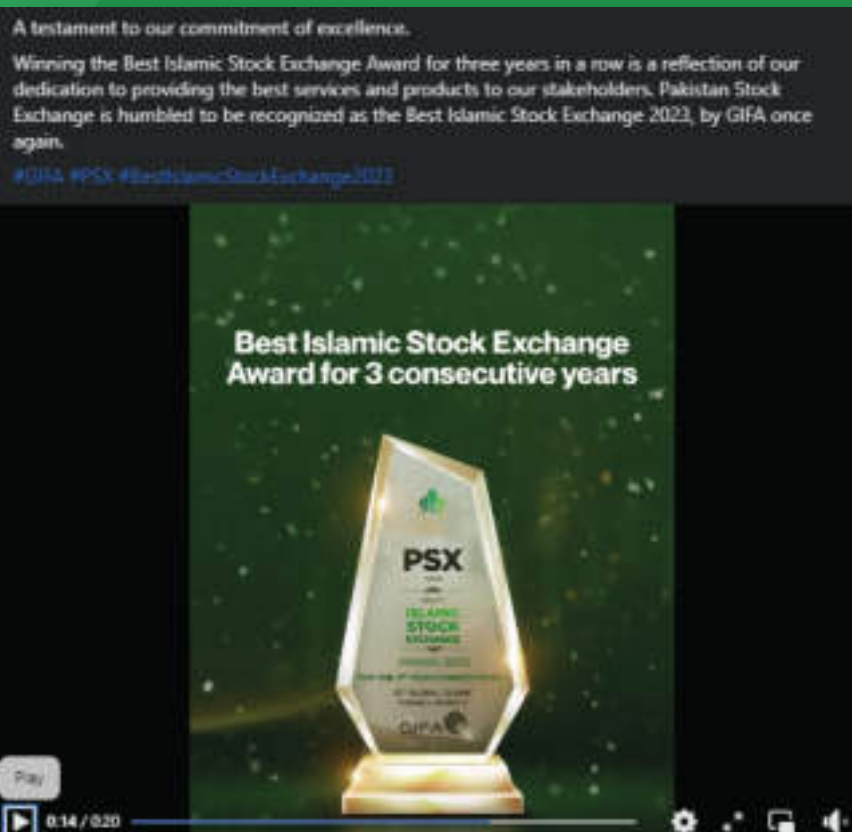 A testament to our commitment of excellence.
Winning the Best Islamic Stock Exchange Award for three years in a row is a reflection of our
dedication to providing the best services and products to our stakeholders. Pakistan Stock
Exchange is humbled to be recognized as the Best Islamic Stock Exchange 2023, by GIFA once
again.
#GIFA #PSX #BestIslamicStockExchange2023
Best Islamic Stock Exchange
Award for 3 consecutive years
PSX
ISLAMIC
STOCK
EXCHANGE
GIFA
Play
0:14 / 0:20